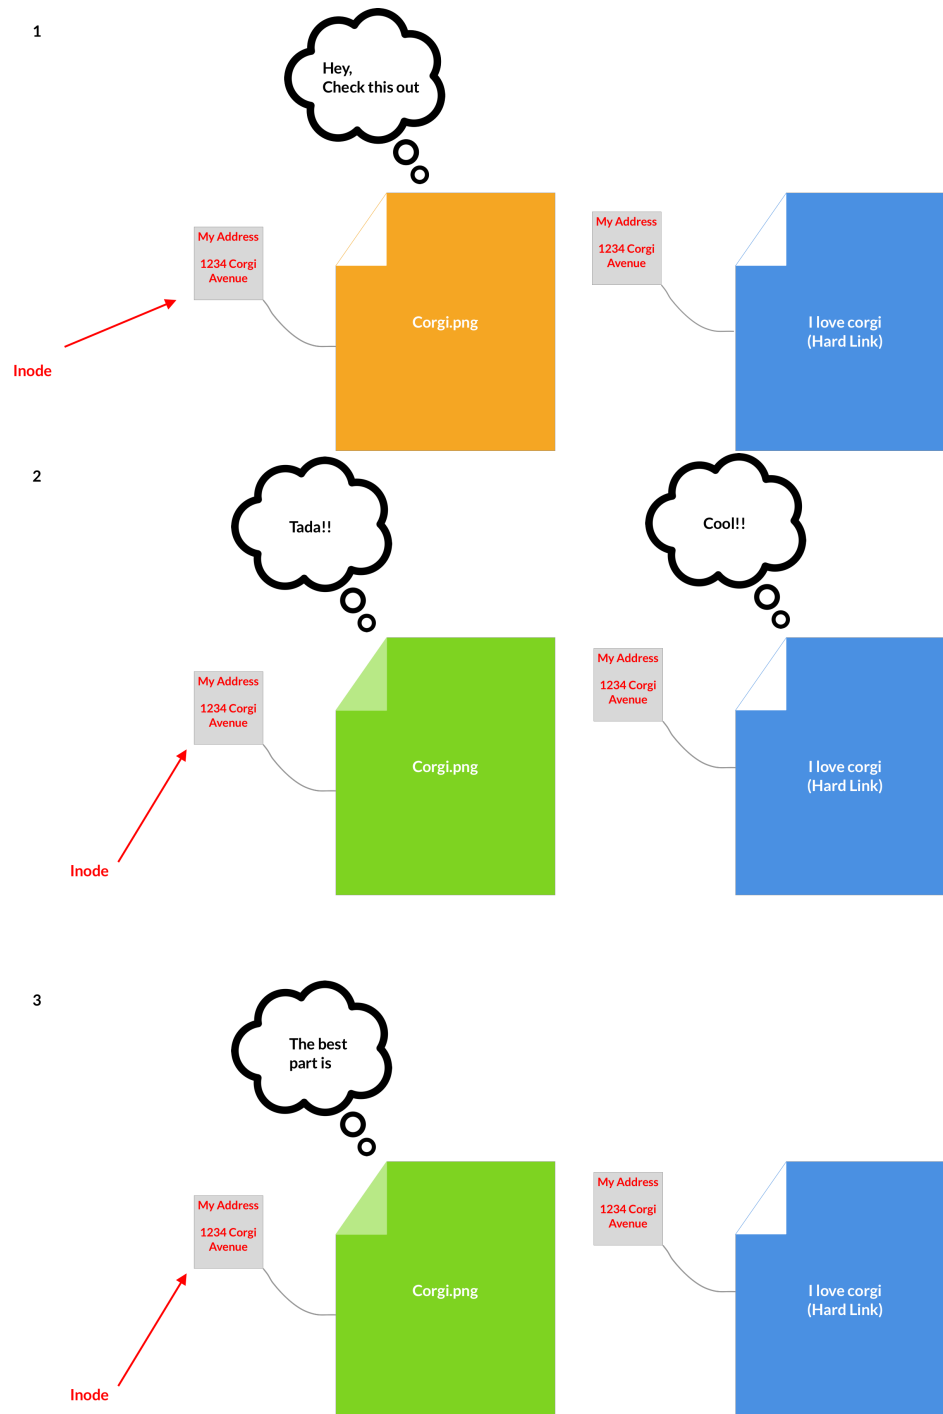 1
Hey,
Check this out
My Address
1234 Corgi
Avenue
My Address
1234 Corgi
Avenue
Corgi.png
I love corgi
(Hard Link)
Inode
2
Tada!!
Cool!!
My Address
1234 Corgi
Avenue
My Address
1234 Corgi
Avenue
Corgi.png
I love corgi
(Hard Link)
Inode
3
The best
part is
My Address
1234 Corgi
Avenue
My Address
1234 Corgi
Avenue
Corgi.png
I love corgi
(Hard Link)
Inode